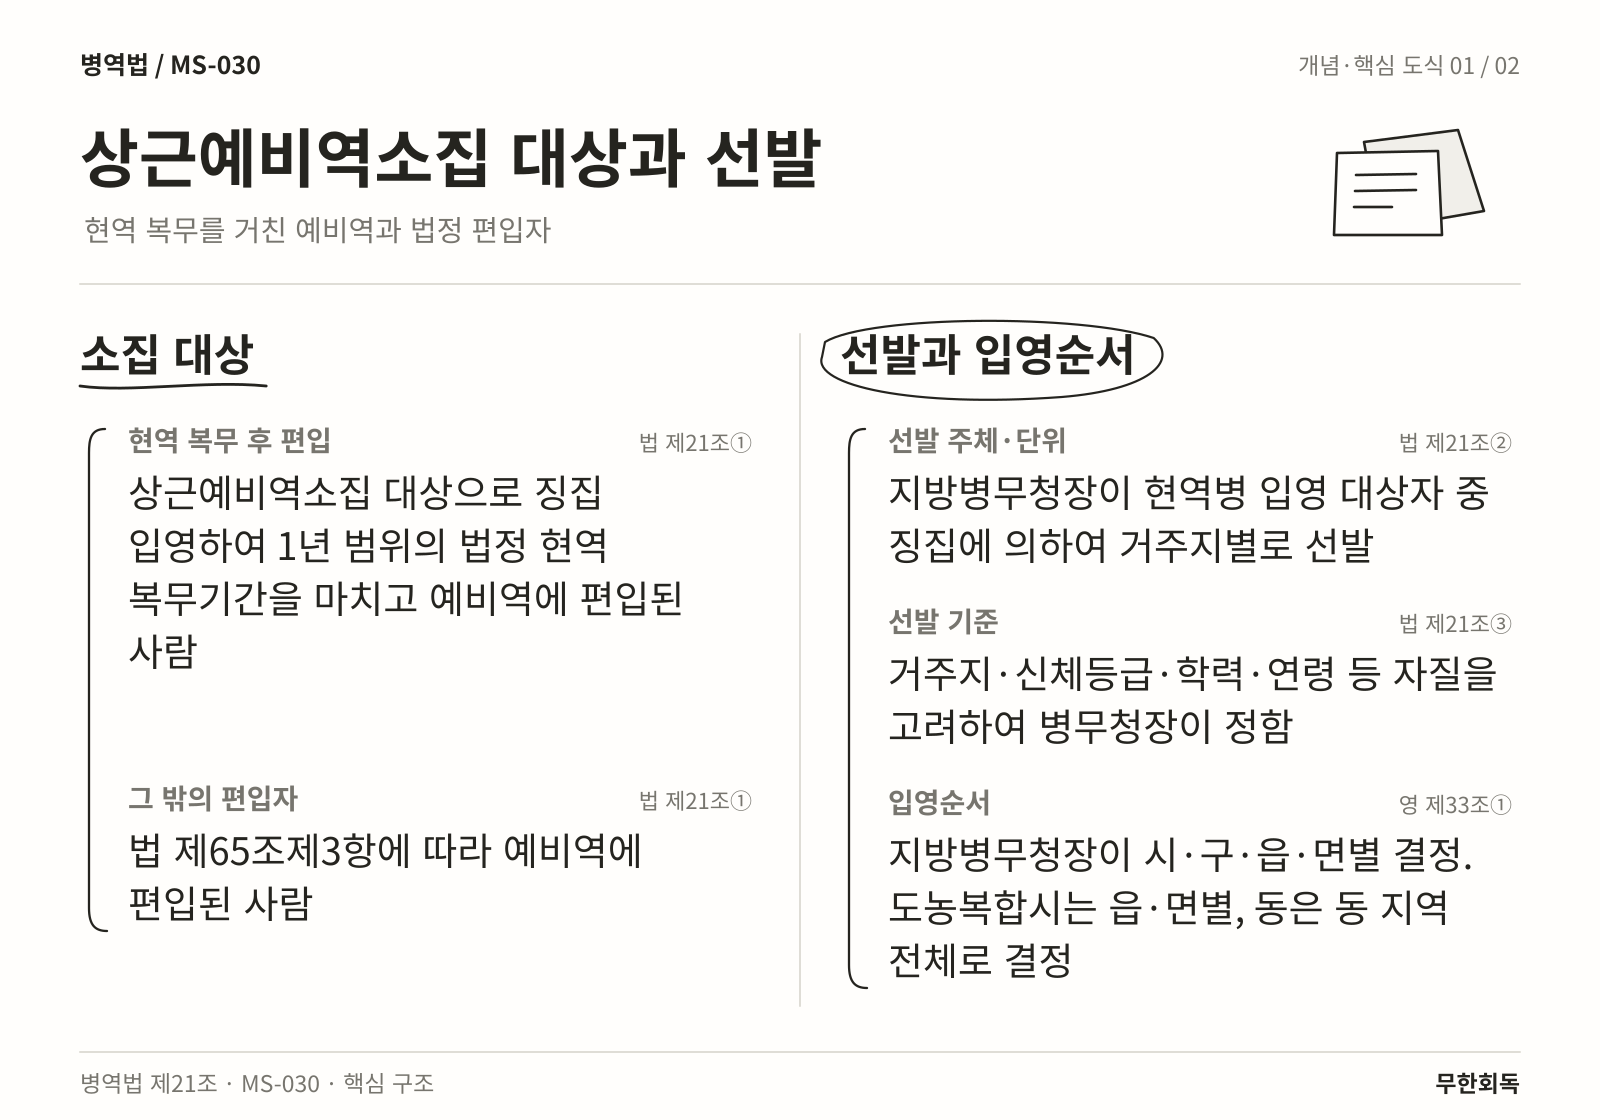 병역법 / MS-030
개념·핵심 도식 01 / 02
상근예비역소집 대상과 선발
현역 복무를 거친 예비역과 법정 편입자
소집 대상
현역 복무 후 편입
법 제21조①
상근예비역소집 대상으로 징집
입영하여 1년 범위의 법정 현역
복무기간을 마치고 예비역에 편입된
사람
그 밖의 편입자
법 제21조①
법 제65조제3항에 따라 예비역에
편입된 사람
선발과 입영순서
선발 주체·단위
법 제21조②
지방병무청장이 현역병 입영 대상자 중
징집에 의하여 거주지별로 선발
선발 기준
법 제21조③
거주지·신체등급·학력·연령 등 자질을
고려하여 병무청장이 정함
입영순서
영 제33조①
지방병무청장이 시·구·읍·면별 결정.
도농복합시는 읍·면별, 동은 동 지역
전체로 결정
병역법 제21조 · MS-030 · 핵심 구조
무한회독